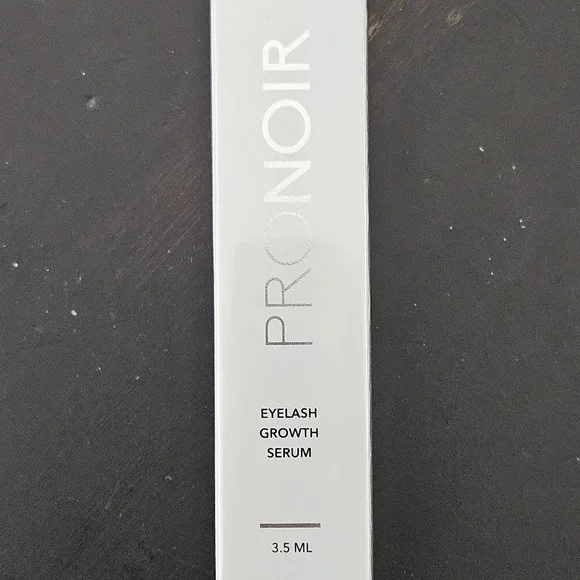 PRONOIR
EYELASH
GROWTH
SERUM
3.5 ML